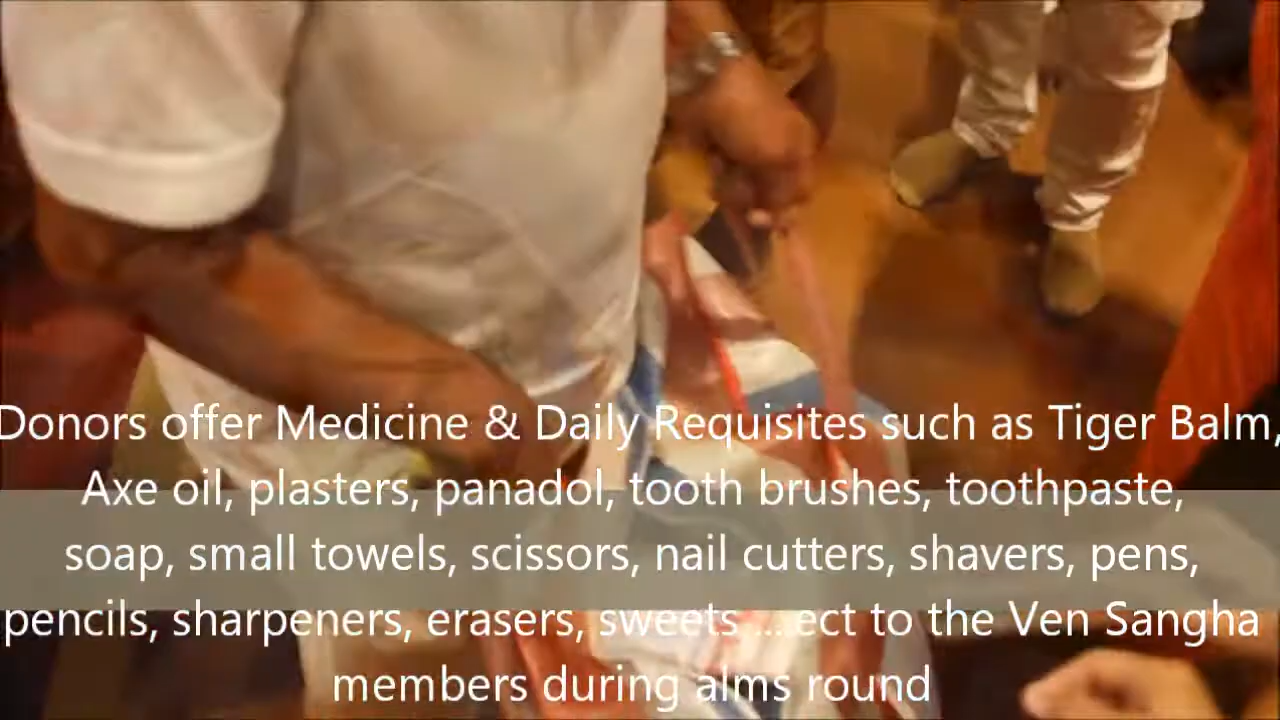 Donors offer Medicine & Daily Requisites such as Tiger Balm,
Axe oil, plasters, panadol, tooth brushes, toothpaste,
soap, small towels, scissors, nail cutters, shavers, pens,
pencils, sharpeners, erasers, sweets....ect to the Ven Sangha
members during alms round